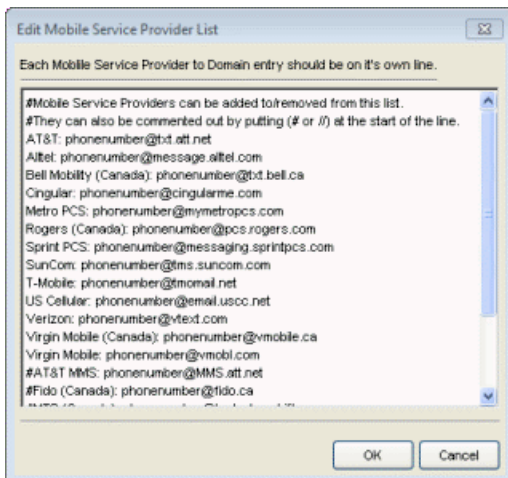 Edit Mobile Service Provider List
Each Mobile Service Provider to Domain entry should be on it's own line.
#Mobile Service Providers can be added to/removed from this list.
#They can also be commented out by putting (# or //) at the start of the line.
AT&T: phonenumber@txt.att.net
Alltel: phonenumber@message.alltel.com
Bell Mobility (Canada): phonenumber@txt.bell.ca
Cingular: phonenumber@cingularme.com
Metro PCS: phonenumber@mymetropcs.com
Rogers (Canada): phonenumber@pcs.rogers.com
Sprint PCS: phonenumber@messaging.sprintpcs.com
SunCom: phonenumber@tms.suncom.com
T-Mobile: phonenumber@tmomail.net
US Cellular: phonenumber@email.uscc.net
Verizon: phonenumber@vtext.com
Virgin Mobile (Canada): phonenumber@vmobile.ca
Virgin Mobile: phonenumber@vmobl.com
#AT&T MMS: phonenumber@MMS.att.net
#Fido (Canada): phonenumber@fido.ca
OK Cancel